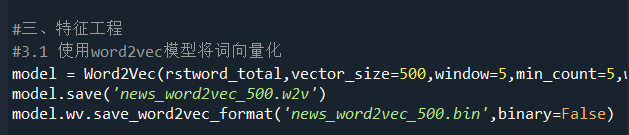 #三、特征工程
#3.1 使用word2vec模型将词向量化
model = Word2Vec(rstword_total,vector_size=500,window=5,min_count=5,
model.save('news_word2vec_500.w2v')
model.wv.save_word2vec_format('news_word2vec_500.bin',binary=False)